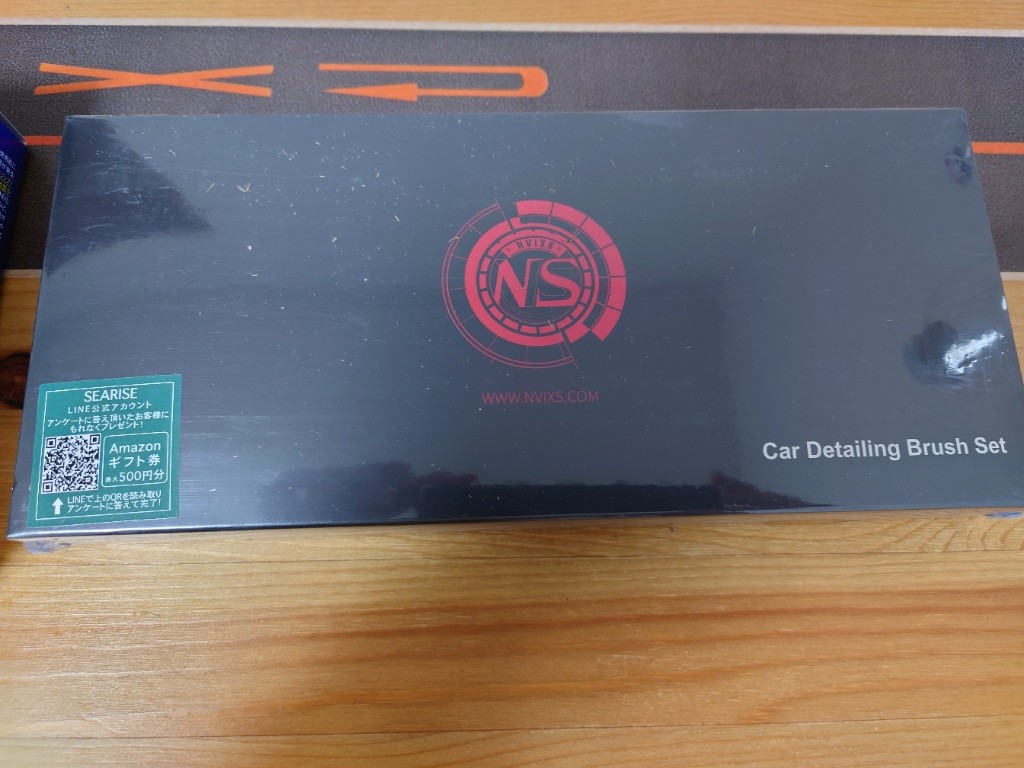 NVIXS
NS
WWW.NVIXS.COM
Car Detailing Brush Set
SEARISE
LINE公式アカウント
アンケートに答え頂いたお客様に
もれなくプレゼント!
Amazon
ギフト券
最大500円分
LINEで上のQRを読み取り
アンケートに答えて完了!